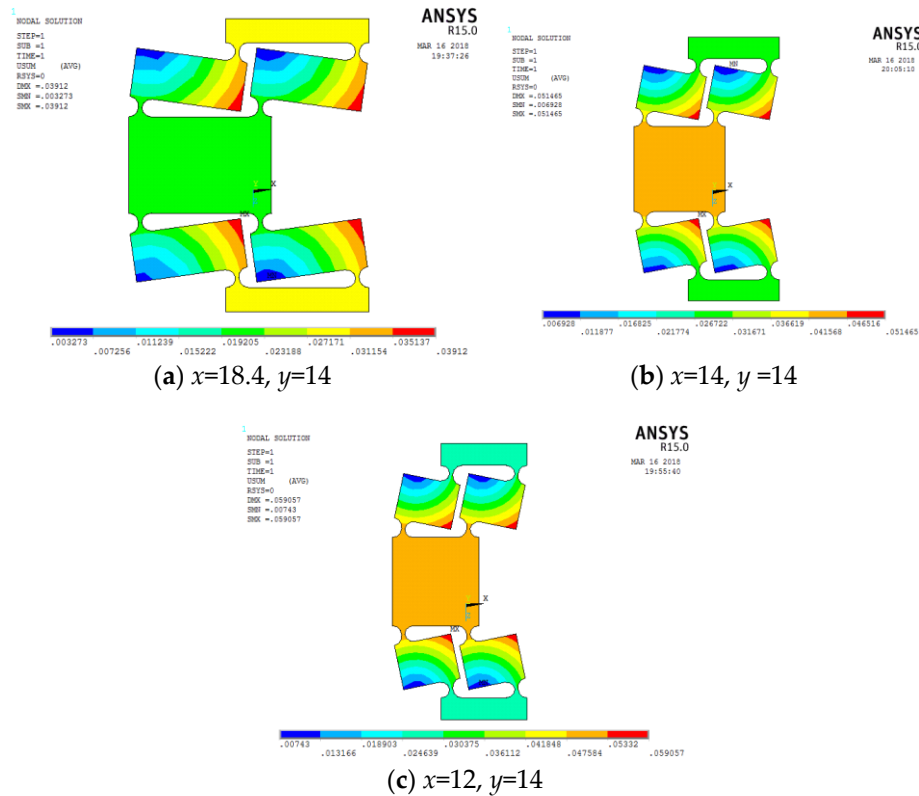 1
NODAL SOLUTION
STEP=1
SUB =1
TIME=1
USUM (AVG)
RSYS=0
DMX =.03912
SMN =.003273
SMX =.03912
ANSYS
R15.0
MAR 16 2018
19:37:26
Y
X
Z
MX
.003273 .011239 .019205 .027171 .035137
.007256 .015222 .023188 .031154 .03912
(a) x=18.4, y=14
1
NODAL SOLUTION
STEP=1
SUB =1
TIME=1
USUM (AVG)
RSYS=0
DMX =.051465
SMN =.006928
SMX =.051465
ANSYS
R15.0
MAR 16 2018
20:05:10
MN
X
Z
MX
.006928 .016825 .026722 .036619 .046516
.011877 .021774 .031671 .041568 .051465
(b) x=14, y =14
1
NODAL SOLUTION
STEP=1
SUB =1
TIME=1
USUM (AVG)
RSYS=0
DMX =.059057
SMN =.00743
SMX =.059057
ANSYS
R15.0
MAR 16 2018
19:55:40
Y
X
Z
MX
.00743 .018903 .030375 .041848 .05332
.013166 .024639 .036112 .047584 .059057
(c) x=12, y=14